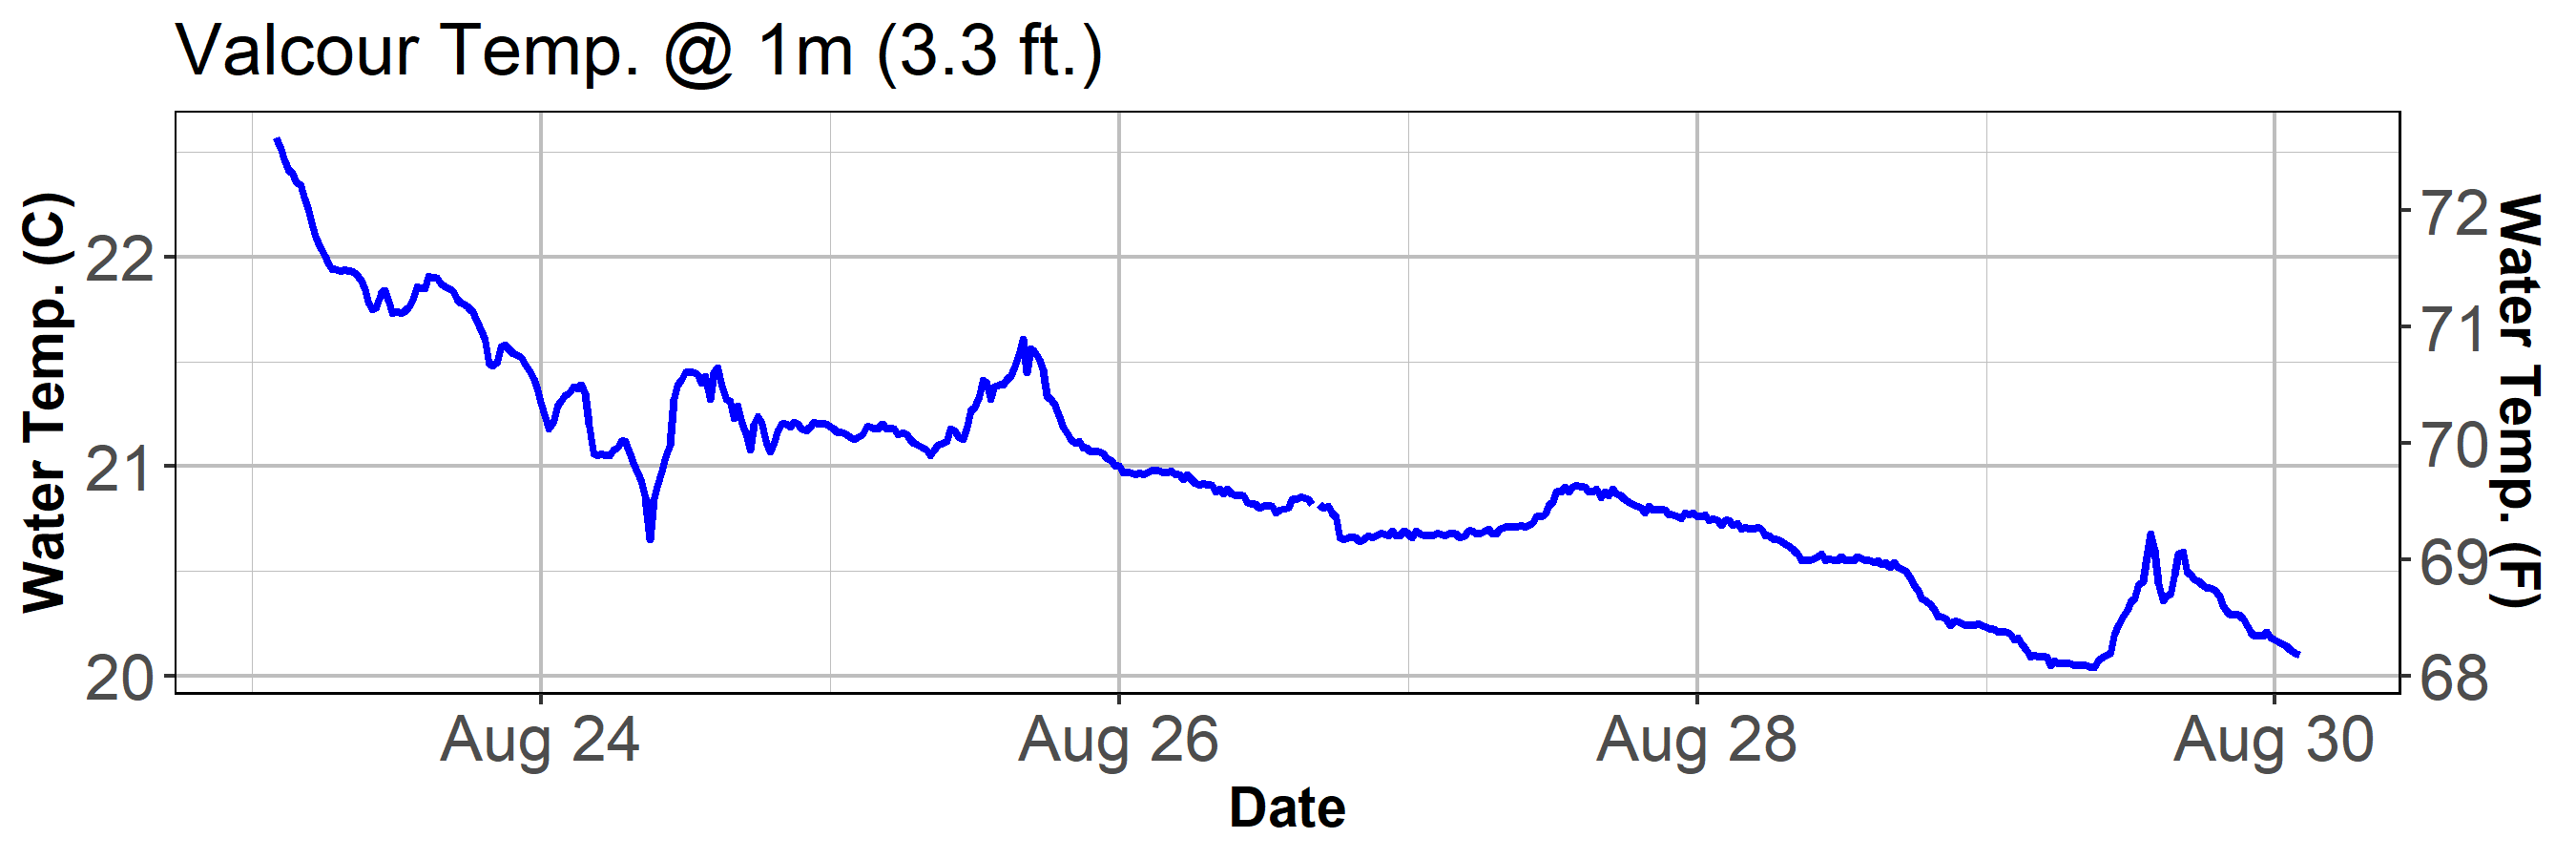 Valcour Temp. @ 1m (3.3 ft.)
Water Temp. (C)
22
21
20
72
71
70
69
68
Water Temp. (F)
Aug 24
Aug 26
Aug 28
Aug 30
Date